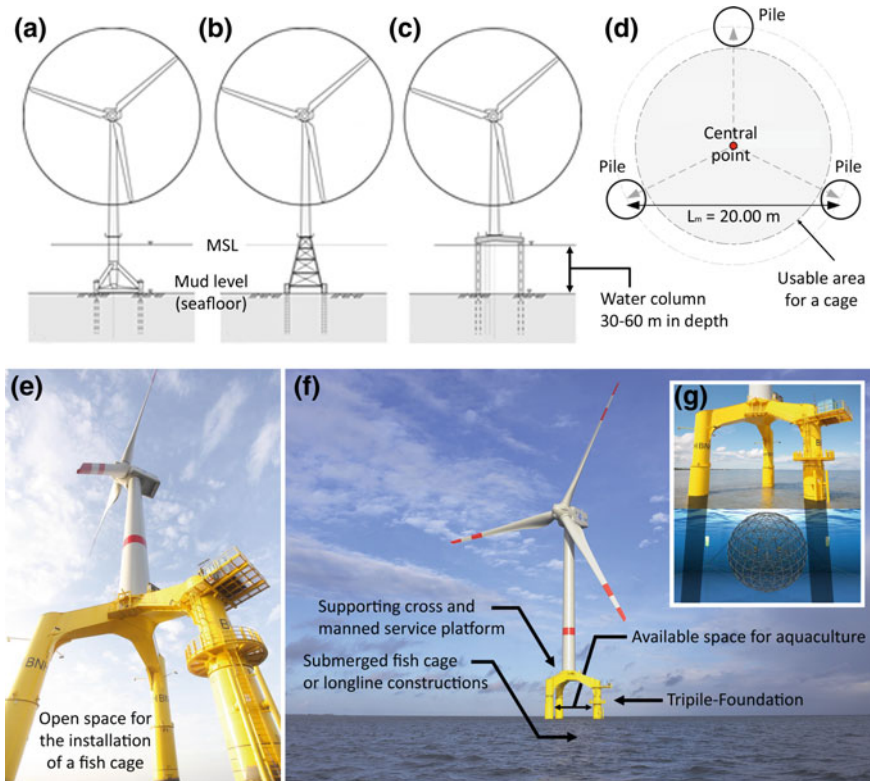 (a)
(b)
(c)
(d)
MSL
Mud level
(seafloor)
Water column
30-60 m in depth
Pile
Central
point
Pile
Pile
Lm = 20.00 m
Usable area
for a cage
(e)
BNI
Open space for
the installation
of a fish cage
(f)
Supporting cross and
manned service platform
Submerged fish cage
or longline constructions
Available space for aquaculture
Tripile-Foundation
(g)